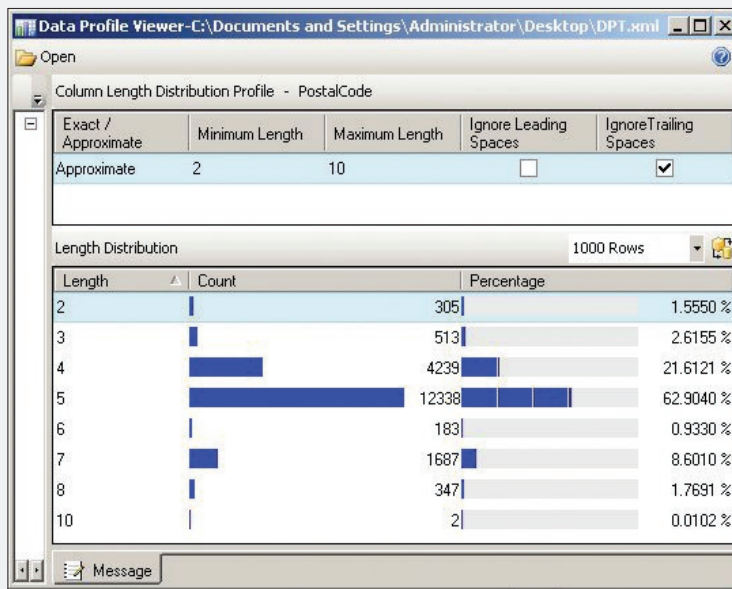 Data Profile Viewer-C:\Documents and Settings\Administrator\Desktop\DPT.xml
Open
Column Length Distribution Profile - PostalCode
Exact / Approximate Minimum Length Maximum Length Ignore Leading Spaces IgnoreTrailing Spaces
Approximate 2 10
Length Distribution 1000 Rows
Length Count Percentage
2 305 1.5550 %
3 513 2.6155 %
4 4239 21.6121 %
5 12338 62.9040 %
6 183 0.9330 %
7 1687 8.6010 %
8 347 1.7691 %
10 2 0.0102 %
Message